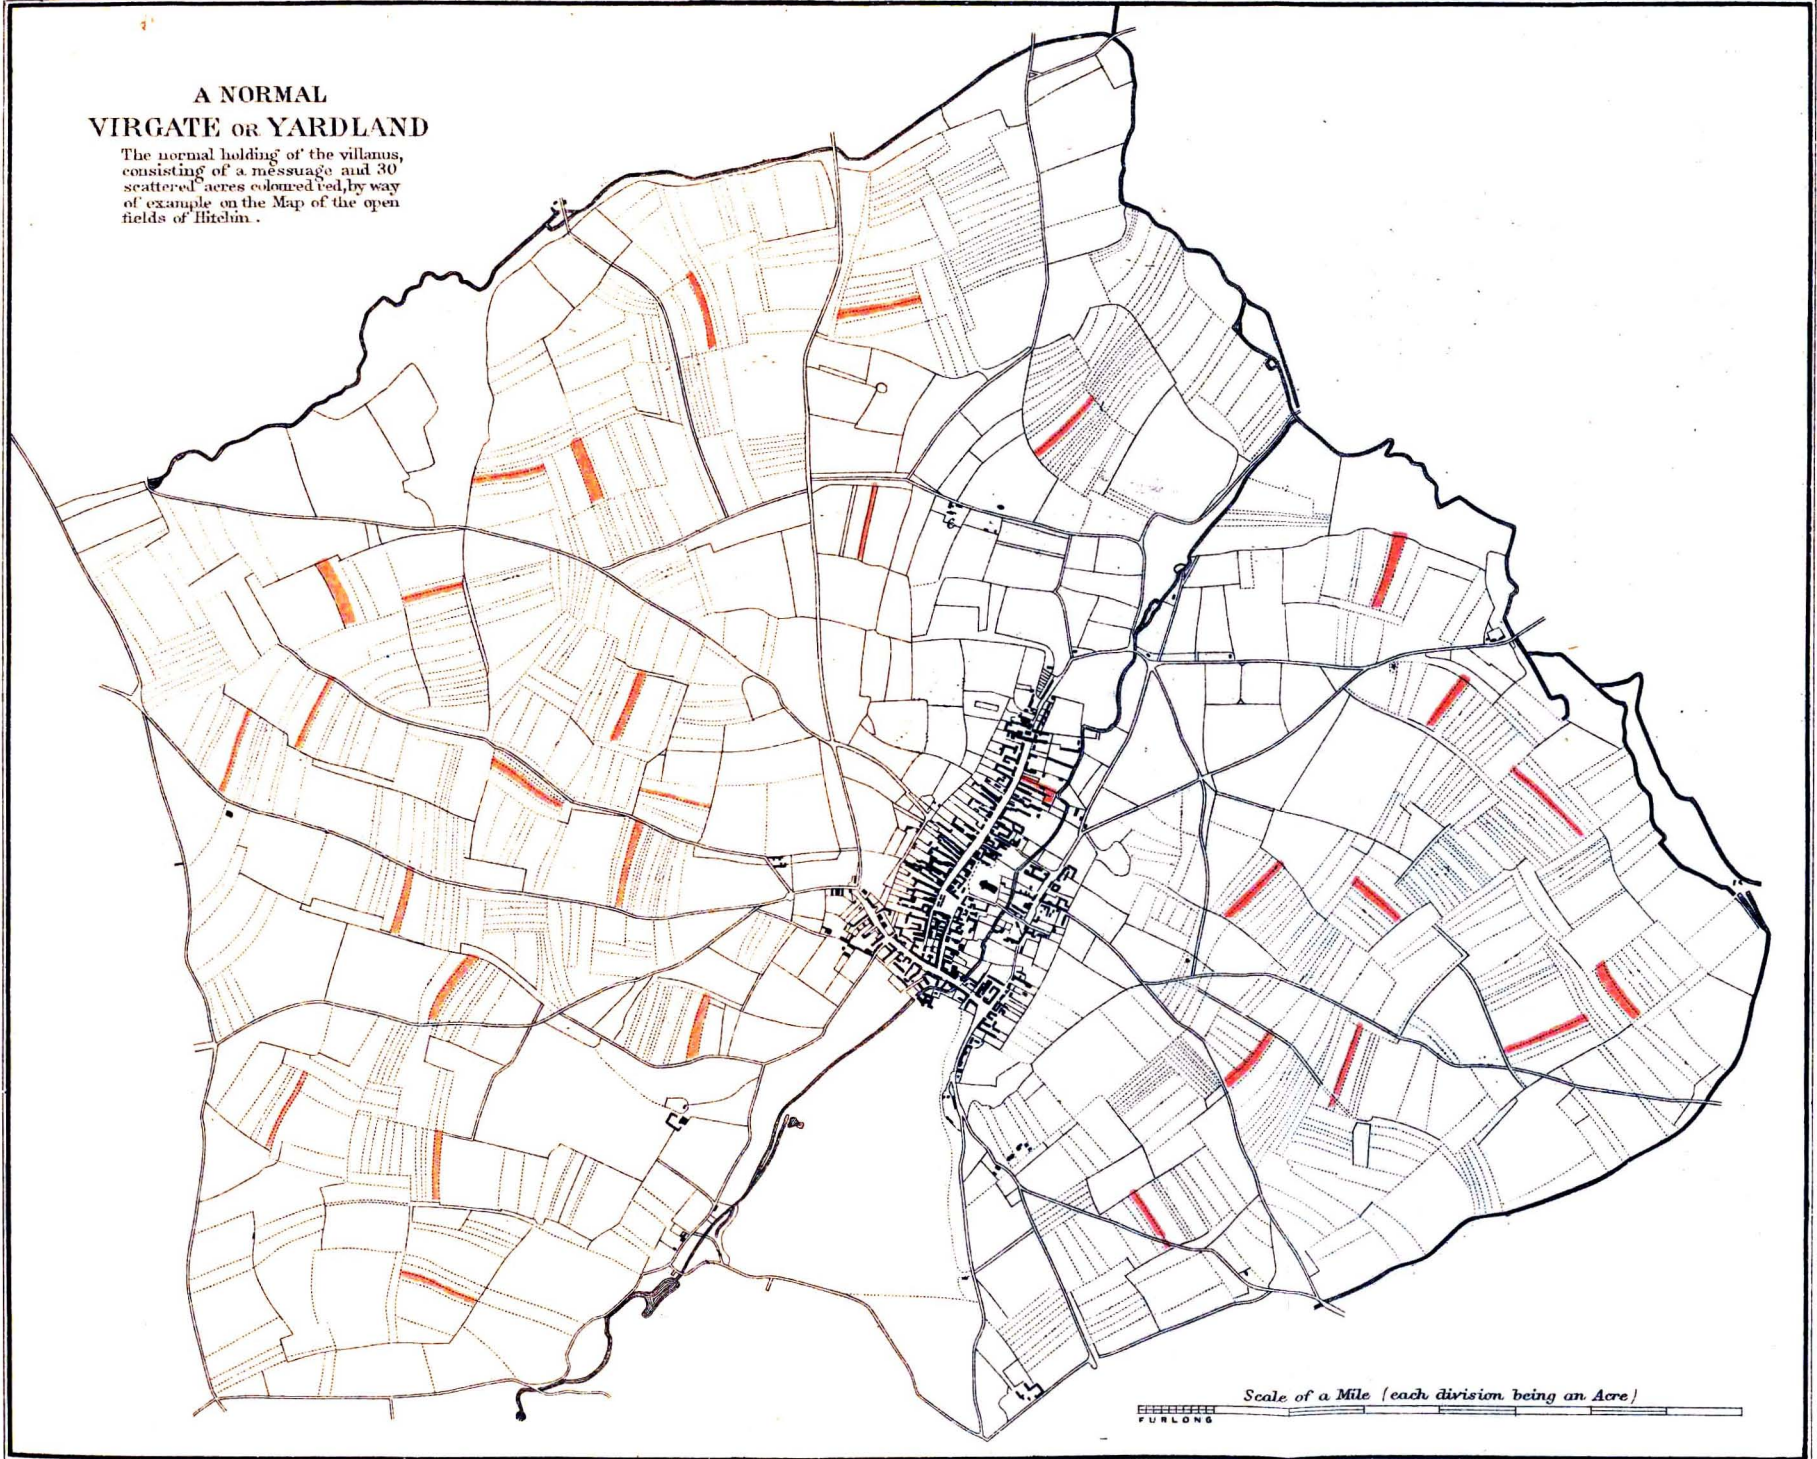 A NORMAL
VIRGATE OR YARDLAND
The normal holding of the villanus,
consisting of a messuage and 30
scattered acres coloured red, by way
of example on the Map of the open
fields of Hitchin.
Scale of a Mile (each division being an Acre)
FURLONG